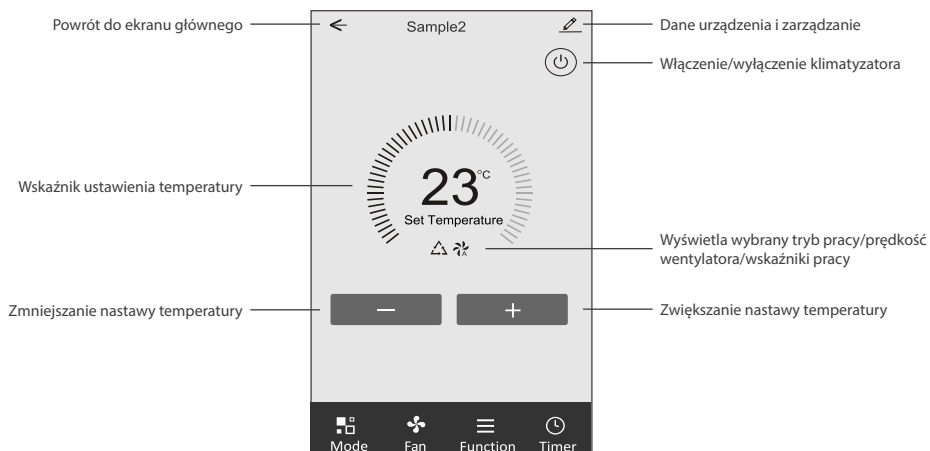 Powrót do ekranu głównego
Sample2
Dane urządzenia i zarządzanie
Włączenie/wyłączenie klimatyzatora
Wskaźnik ustawienia temperatury
23°C
Set Temperature
A
Wyświetla wybrany tryb pracy/prędkość
wentylatora/wskaźniki pracy
Zmniejszanie nastawy temperatury
−
+
Zwiększanie nastawy temperatury
Mode
Fan
Function
Timer